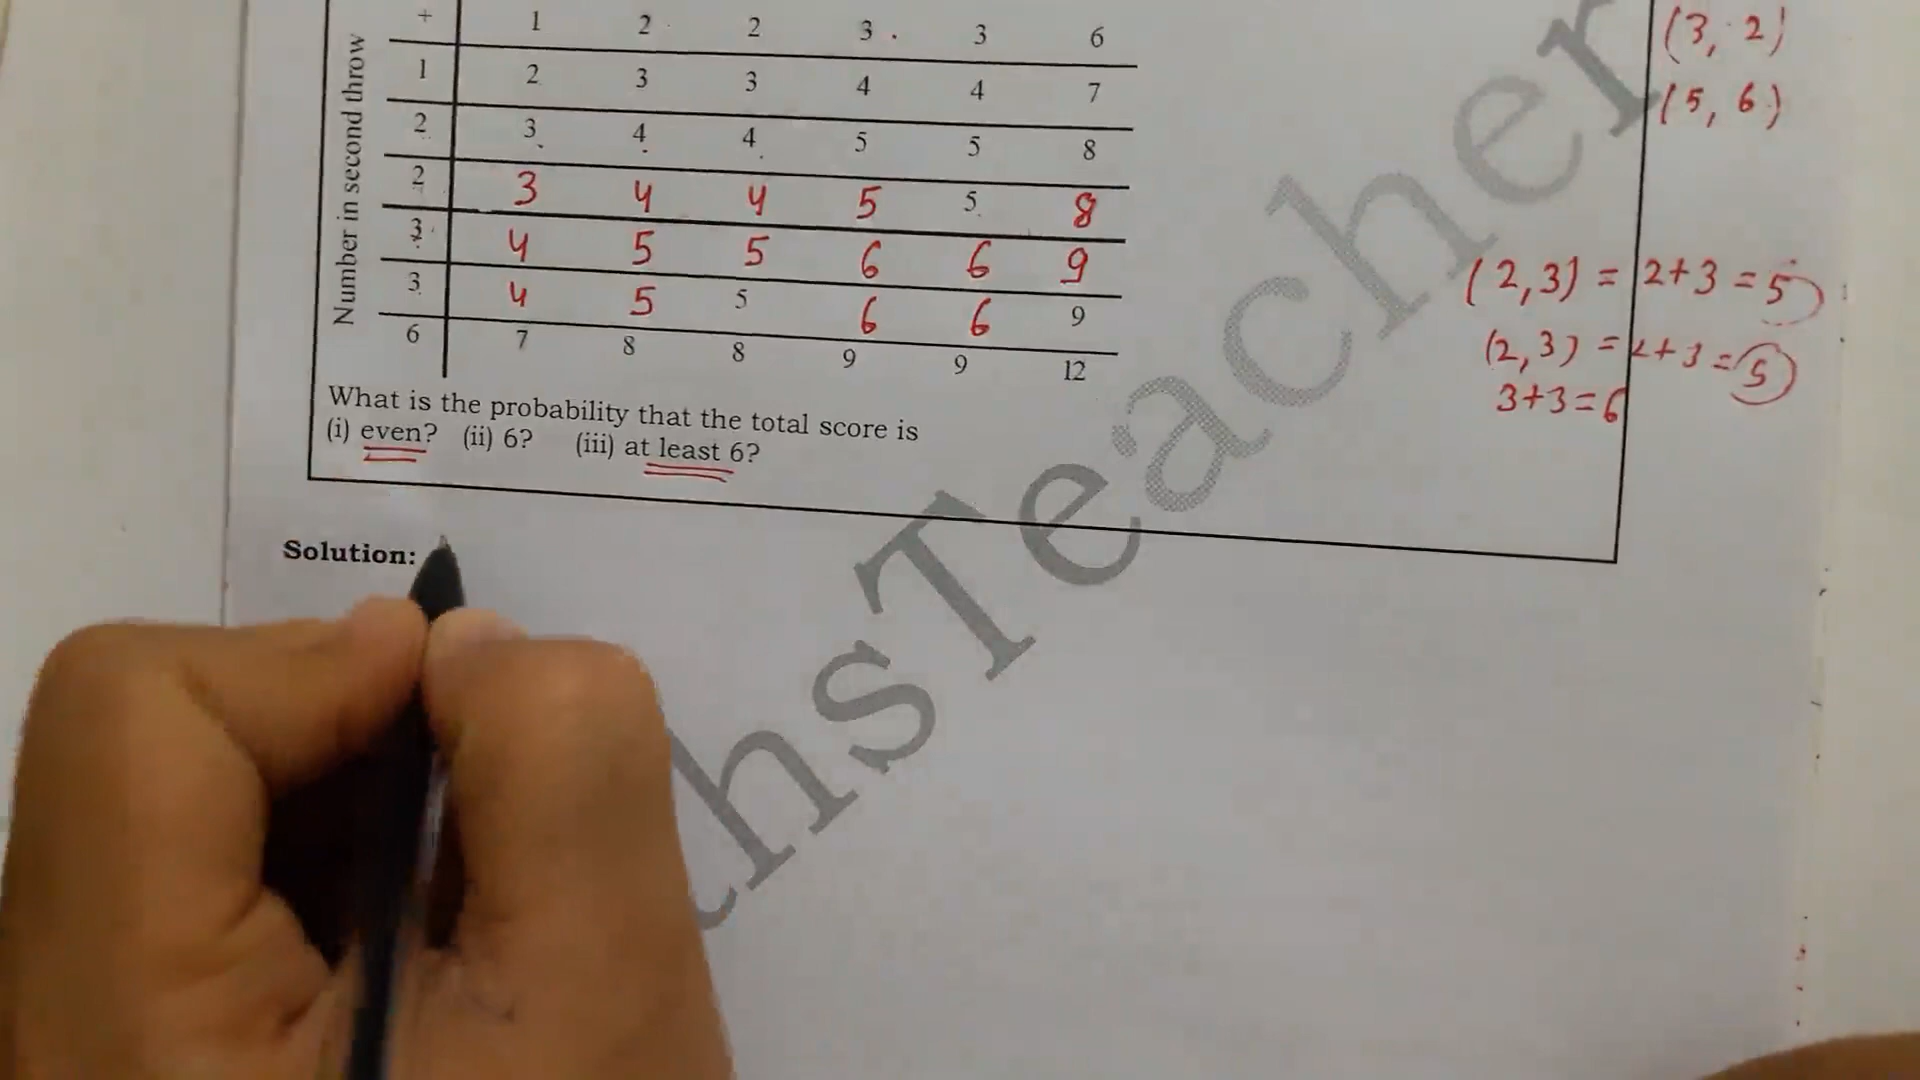 + 1 2 2 3 3 6
1 2 3 3 4 4 7
2 3 4 4 5 5 8
2 3 4 4 5 5 8
3 4 5 5 6 6 9
3 4 5 5 6 6 9
6 7 8 8 9 9 12
Number in second throw
What is the probability that the total score is
(i) even? (ii) 6? (iii) at least 6?
(3, 2)
(5, 6)
(2,3) = 2+3 = 5
(2,3) = 2+3 = 5
3+3=6
Solution:
hsTeacher